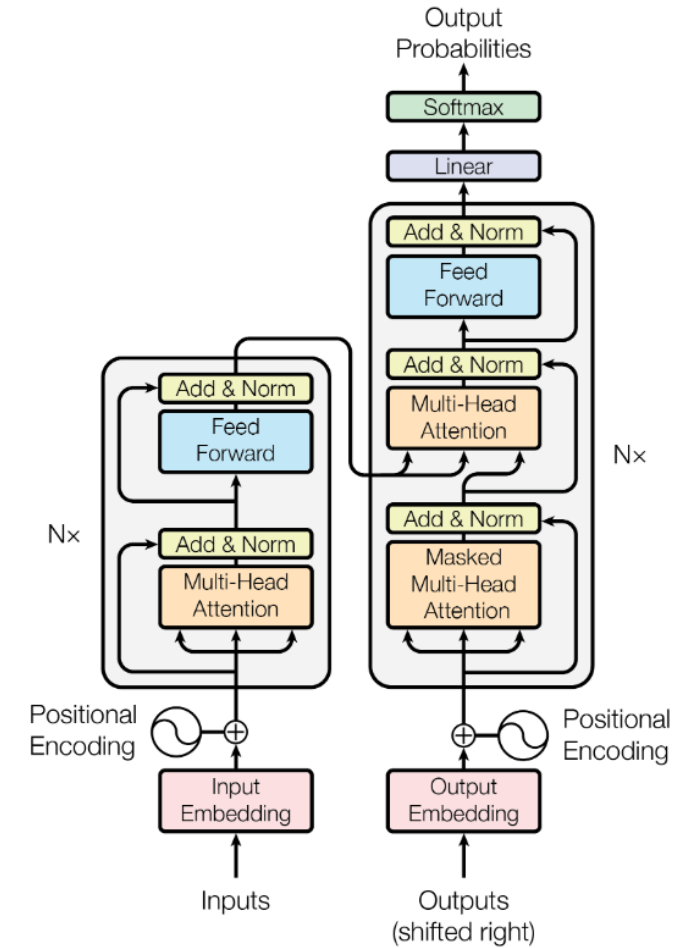 Output
Probabilities
Softmax
Linear
Add & Norm
Feed
Forward
Add & Norm
Multi-Head
Attention
Add & Norm
Masked
Multi-Head
Attention
N×
Add & Norm
Feed
Forward
Add & Norm
Multi-Head
Attention
N×
Positional
Encoding
Positional
Encoding
Input
Embedding
Output
Embedding
Inputs
Outputs
(shifted right)